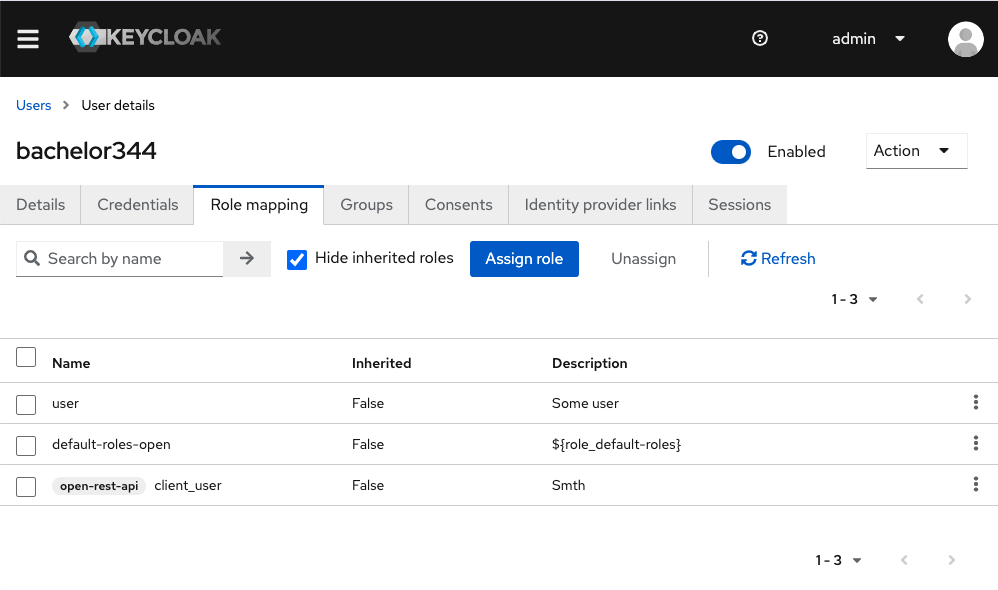 KEYCLOAK admin
Users User details
bachelor344 Enabled Action
Details Credentials Role mapping Groups Consents Identity provider links Sessions
Search by name Hide inherited roles Assign role Unassign Refresh
1 - 3
Name Inherited Description
user False Some user
default-roles-open False ${role_default-roles}
open-rest-api client_user False Smth
1 - 3